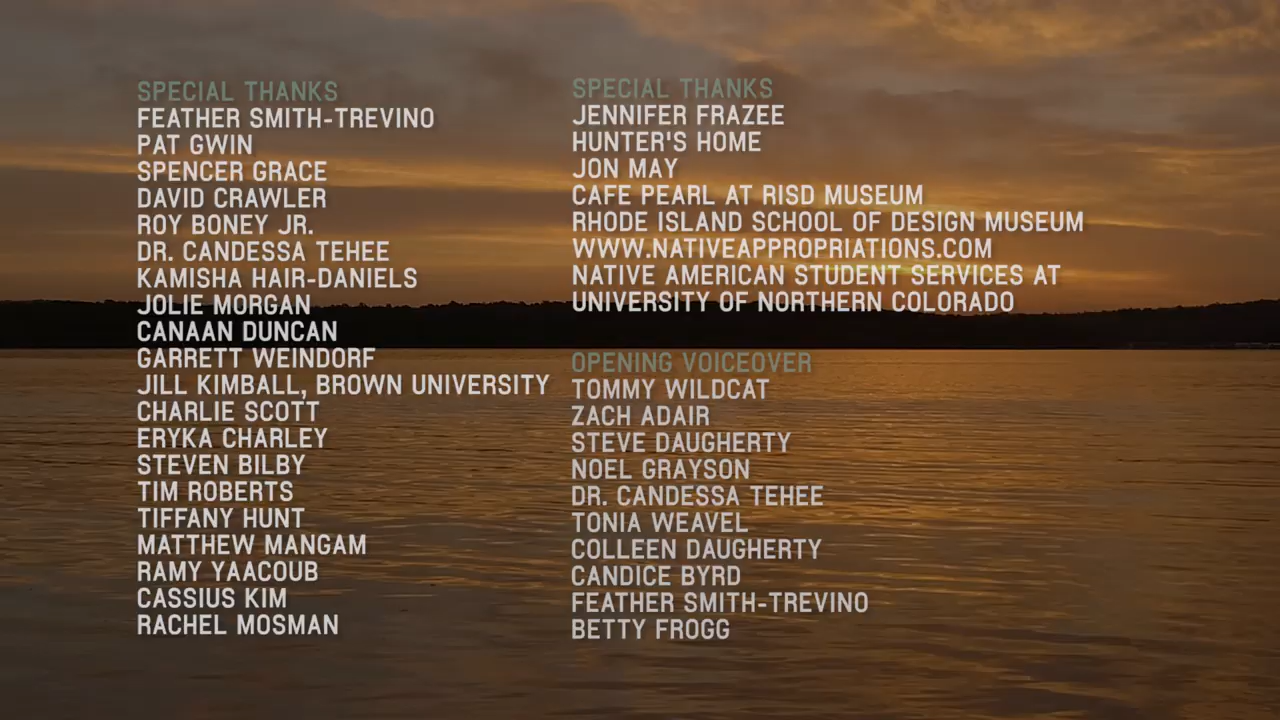 SPECIAL THANKS
FEATHER SMITH-TREVINO
PAT GWIN
SPENCER GRACE
DAVID CRAWLER
ROY BONEY JR.
DR. CANDESSA TEHEE
KAMISHA HAIR-DANIELS
JOLIE MORGAN
CANAAN DUNCAN
GARRETT WEINDORF
JILL KIMBALL, BROWN UNIVERSITY
CHARLIE SCOTT
ERYKA CHARLEY
STEVEN BILBY
TIM ROBERTS
TIFFANY HUNT
MATTHEW MANGAM
RAMY YAACOUB
CASSIUS KIM
RACHEL MOSMAN
SPECIAL THANKS
JENNIFER FRAZEE
HUNTER'S HOME
JON MAY
CAFE PEARL AT RISD MUSEUM
RHODE ISLAND SCHOOL OF DESIGN MUSEUM
WWW.NATIVEAPPROPRIATIONS.COM
NATIVE AMERICAN STUDENT SERVICES AT
UNIVERSITY OF NORTHERN COLORADO
OPENING VOICEOVER
TOMMY WILDCAT
ZACH ADAIR
STEVE DAUGHERTY
NOEL GRAYSON
DR. CANDESSA TEHEE
TONIA WEAVEL
COLLEEN DAUGHERTY
CANDICE BYRD
FEATHER SMITH-TREVINO
BETTY FROGG